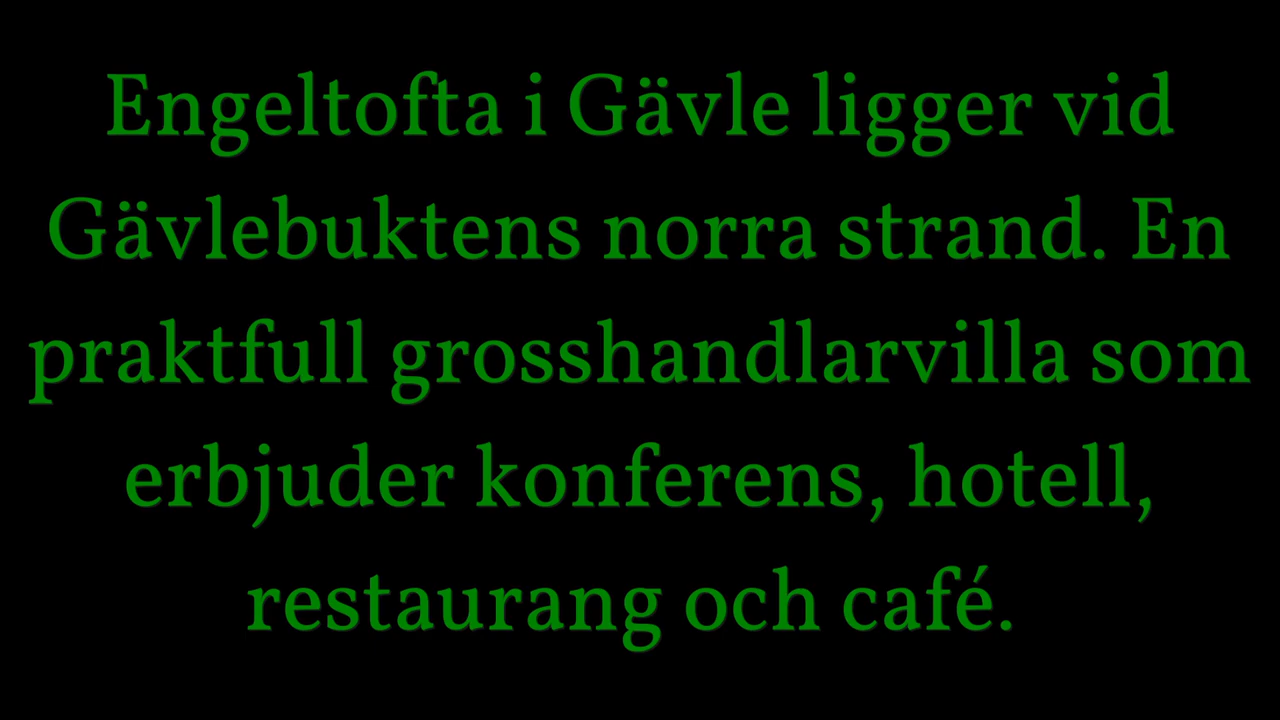 Engeltofta i Gävle ligger vid
Gävlebuktens norra strand. En
praktfull grosshandlarvilla som
erbjuder konferens, hotell,
restaurang och café.